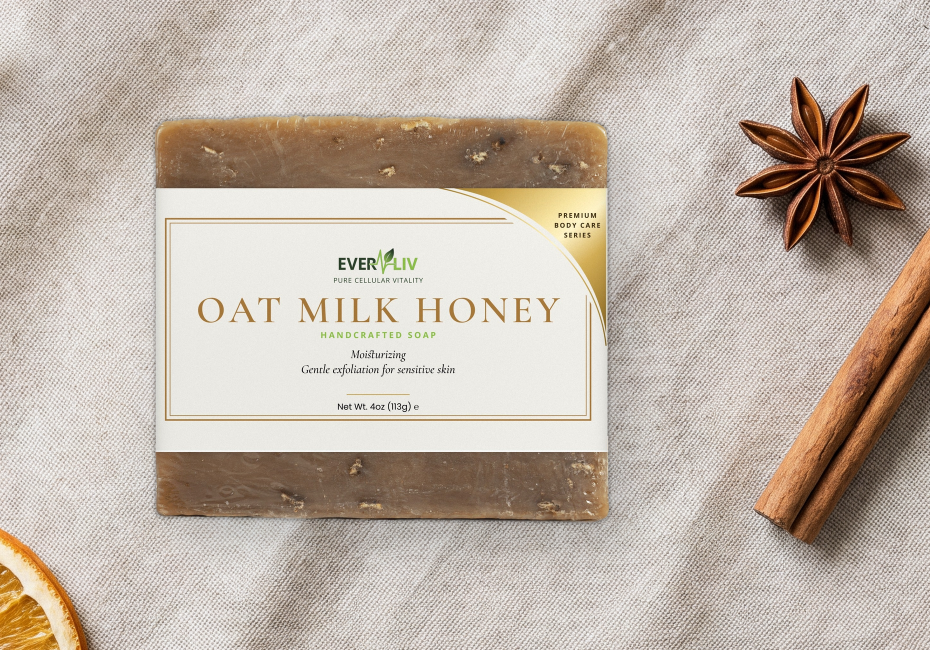 PREMIUM
BODY CARE
SERIES
EVERLIV
PURE CELLULAR VITALITY
OAT MILK HONEY
HANDCRAFTED SOAP
Moisturizing
Gentle exfoliation for sensitive skin
Net Wt. 4oz (113g) ℮